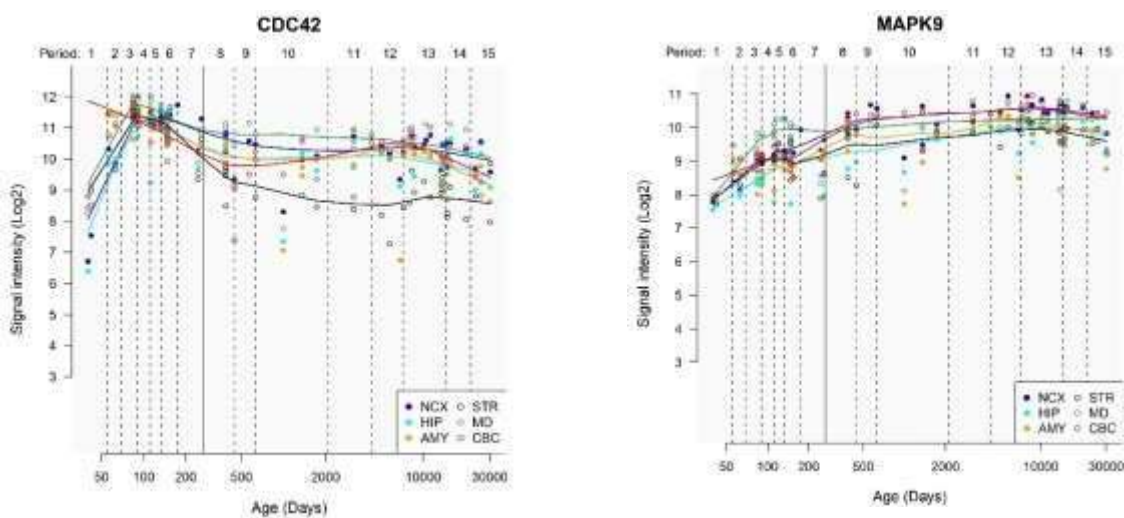 CDC42
Period: 1 2 3 4 5 6 7 8 9 10 11 12 13 14 15
12
11
10
9
8
7
6
5
4
3
Signal intensity (Log2)
NCX STR
HIP MD
AMY CBC
50 100 200 500 2000 10000 20000
Age (Days)
MAPK9
Period: 1 2 3 4 5 6 7 8 9 10 11 12 13 14 15
11
10
9
8
7
6
5
4
3
Signal intensity (Log2)
NCX STR
HIP MD
AMY CBC
50 100 200 500 2000 10000 30000
Age (Days)